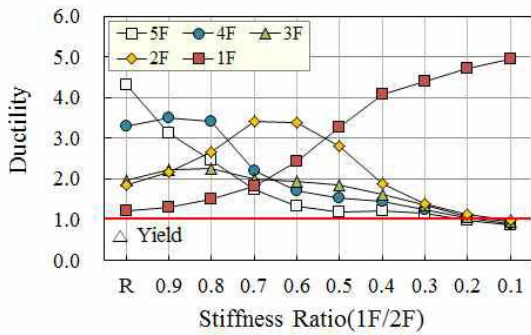 6.0
5.0
4.0
3.0
2.0
1.0
0.0
Ductility
5F 4F 3F
2F 1F
Yield
R 0.9 0.8 0.7 0.6 0.5 0.4 0.3 0.2 0.1
Stiffness Ratio(1F/2F)